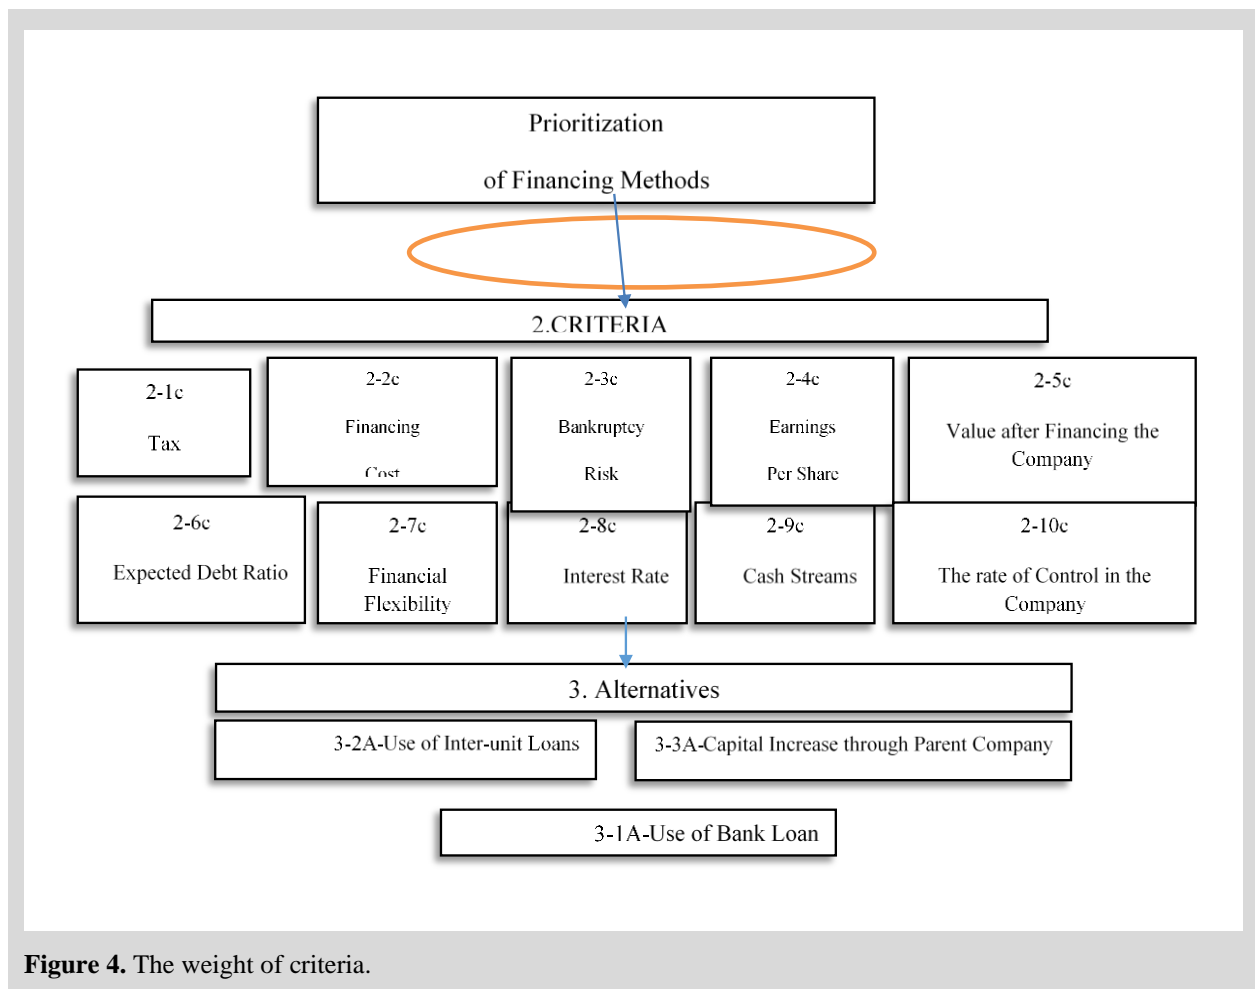 Prioritization
of Financing Methods
2.CRITERIA
2-1c
Tax
2-2c
Financing
Cost
2-3c
Bankruptcy
Risk
2-4c
Earnings
Per Share
2-5c
Value after Financing the
Company
2-6c
Expected Debt Ratio
2-7c
Financial
Flexibility
2-8c
Interest Rate
2-9c
Cash Streams
2-10c
The rate of Control in the
Company
3. Alternatives
3-2A-Use of Inter-unit Loans
3-3A-Capital Increase through Parent Company
3-1A-Use of Bank Loan
Figure 4. The weight of criteria.